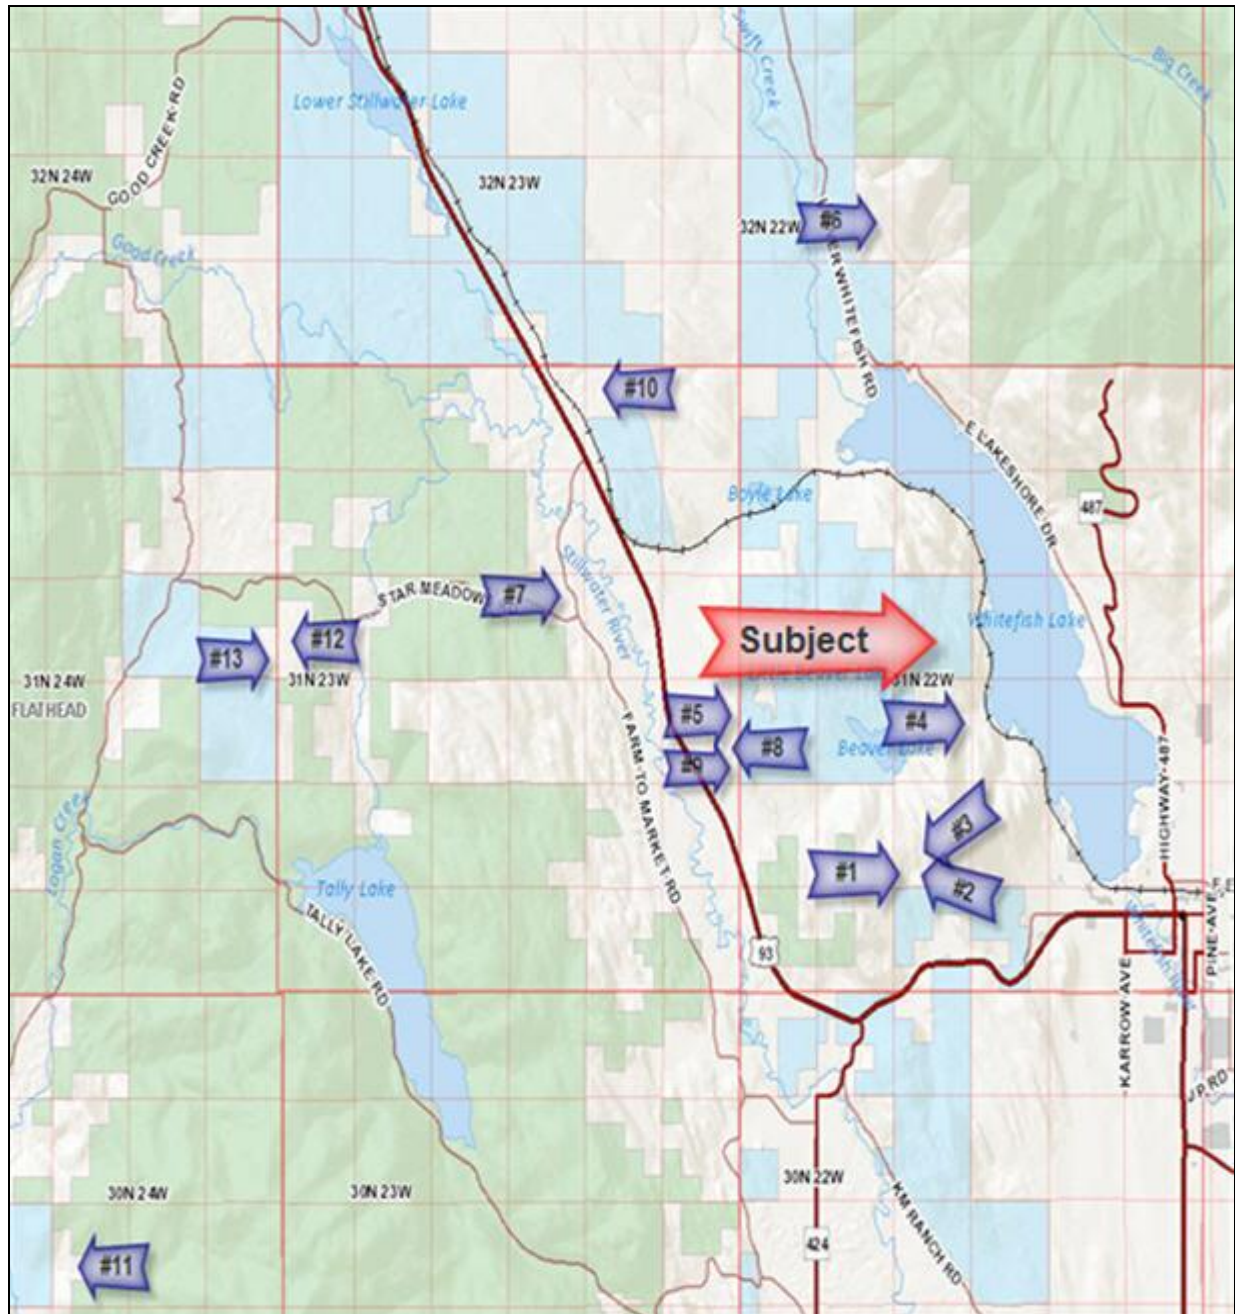 Swift Creek
Big Creek
Lower Stillwater Lake
GOOD CREEK RD
32N 24W
32N 23W
32N 22W
#6
Good Creek
ERWHITEFISH RD
#10
E LAKESHORE DR
487
Boyle Lake
Stillwater River
STAR MEADOW
#7
#12
#13
Subject
Whitefish Lake
31N 24W
FLATHEAD
31N 23W
31N 22W
#5
#4
#8
Beaver Lake
#9
FARM-TO MARKET RD
HIGHWAY 487
Logan Creek
#3
#1
#2
Tally Lake
TALLY LAKE RD
93
KARROW AVE
PINE AVE
JP RD
30N 24W
30N 23W
30N 22W
KM RANCH RD
424
#11